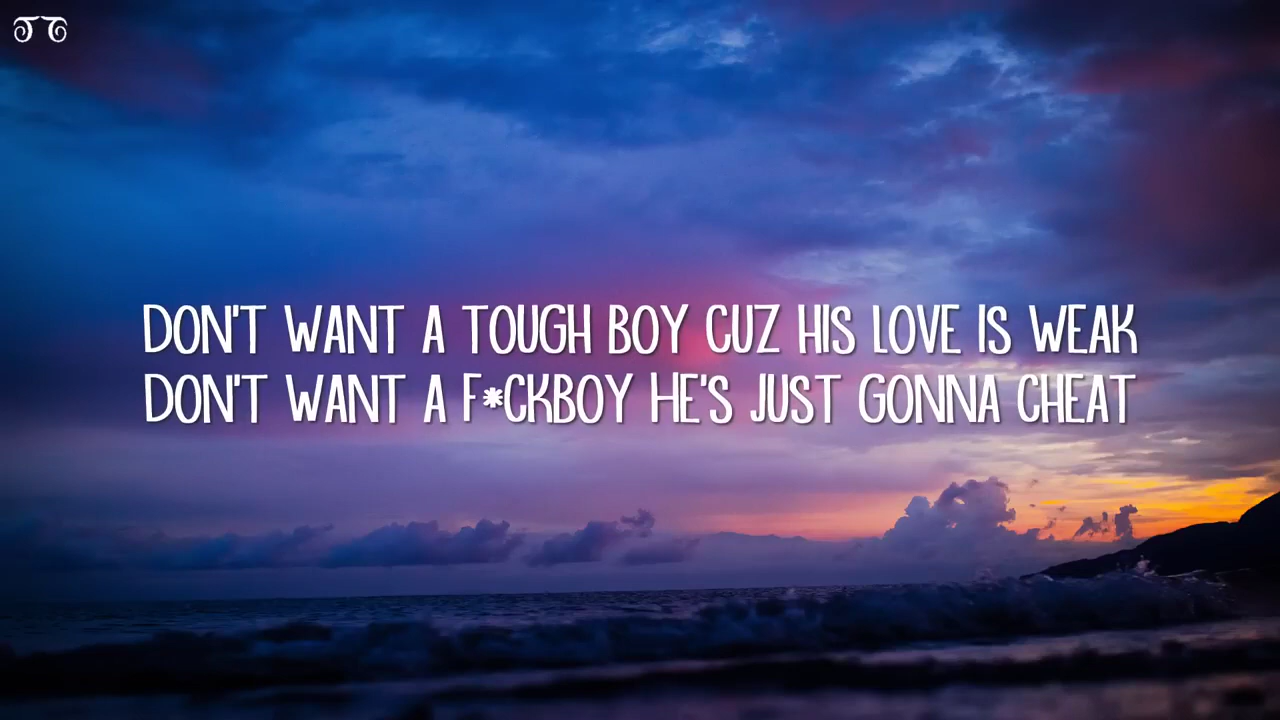 DON'T WANT A TOUGH BOY CUZ HIS LOVE IS WEAK
DON'T WANT A F*CKBOY HE'S JUST GONNA CHEAT